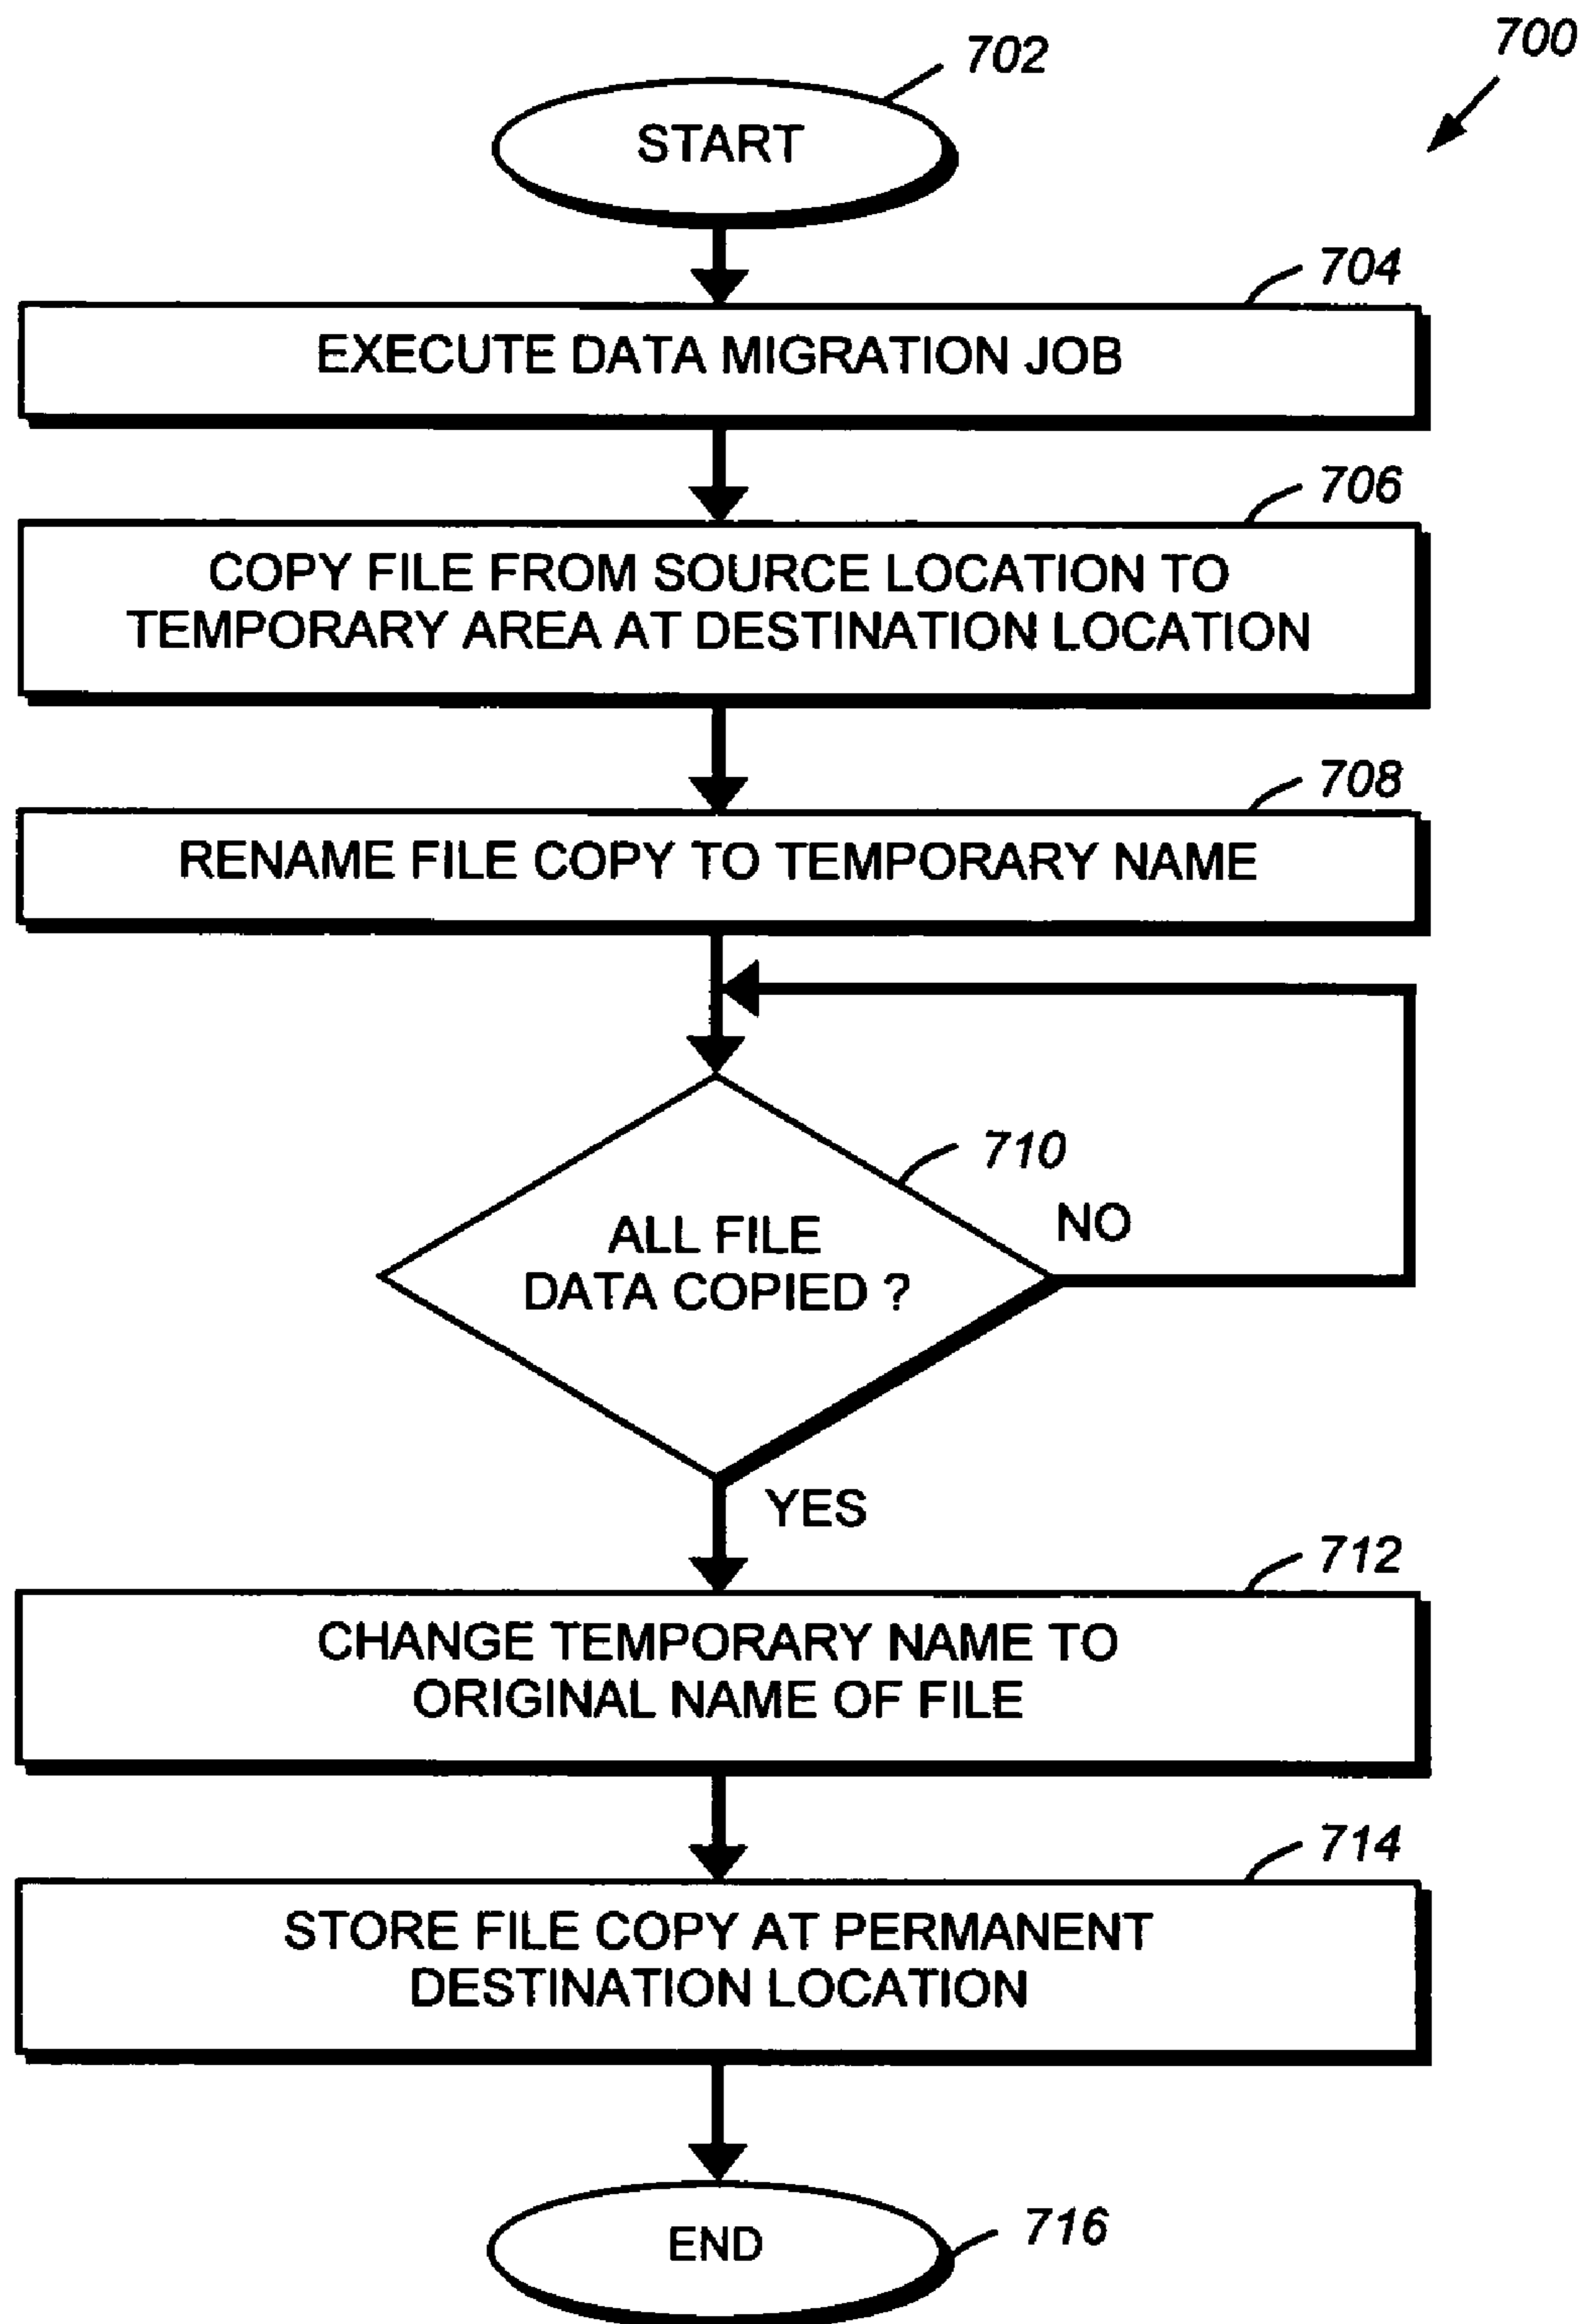 700
702
START
704
EXECUTE DATA MIGRATION JOB
706
COPY FILE FROM SOURCE LOCATION TO
TEMPORARY AREA AT DESTINATION LOCATION
708
RENAME FILE COPY TO TEMPORARY NAME
710
NO
ALL FILE
DATA COPIED ?
YES
712
CHANGE TEMPORARY NAME TO
ORIGINAL NAME OF FILE
714
STORE FILE COPY AT PERMANENT
DESTINATION LOCATION
END
716